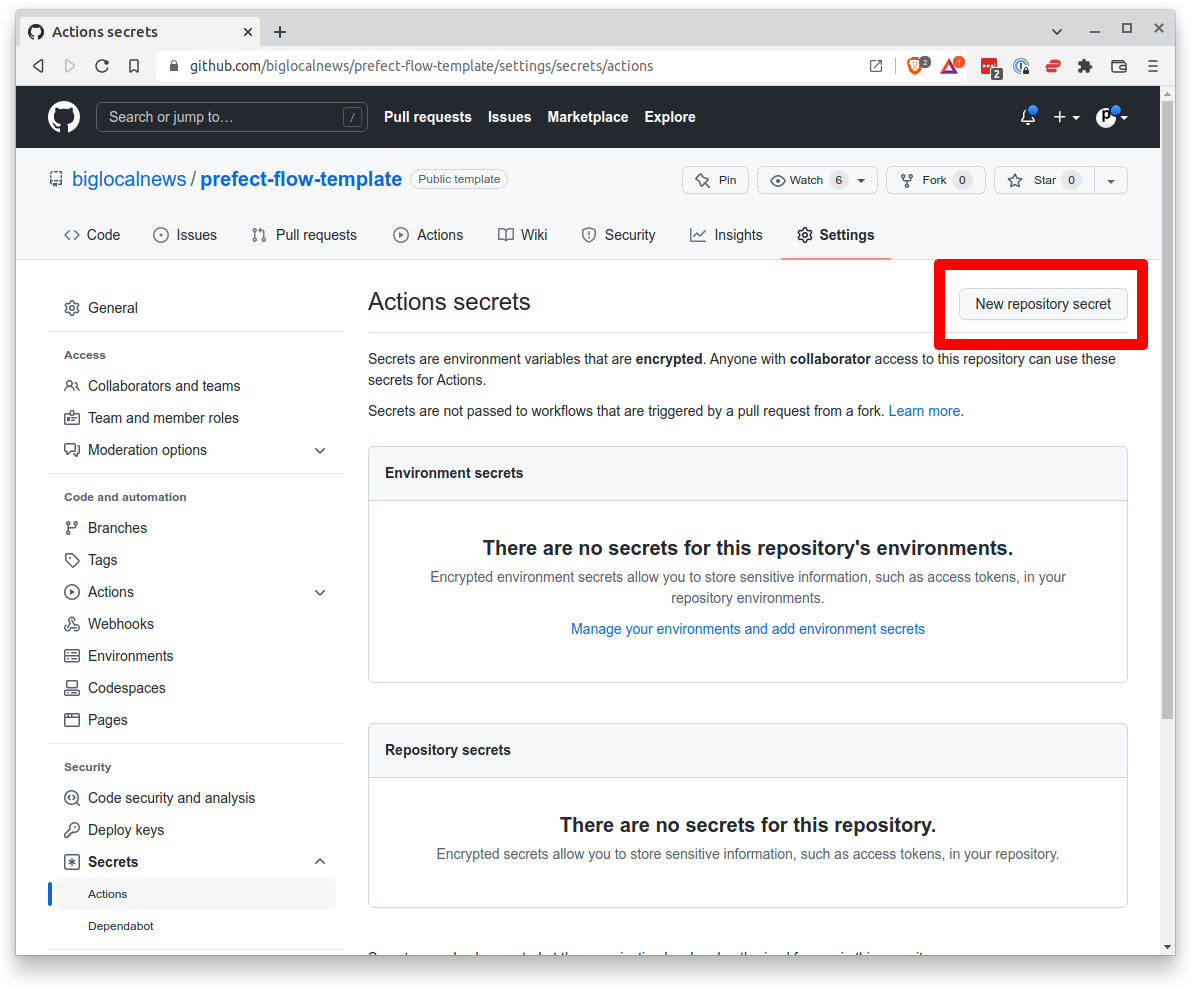 Actions secrets
github.com/biglocalnews/prefect-flow-template/settings/secrets/actions
2
1
2
Search or jump to…
/
Pull requests
Issues
Marketplace
Explore
biglocalnews / prefect-flow-template
Public template
Pin
Watch 6
Fork 0
Star 0
Code
Issues
Pull requests
Actions
Wiki
Security
Insights
Settings
General
Access
Collaborators and teams
Team and member roles
Moderation options
Code and automation
Branches
Tags
Actions
Webhooks
Environments
Codespaces
Pages
Security
Code security and analysis
Deploy keys
Secrets
Actions
Dependabot
Actions secrets
New repository secret
Secrets are environment variables that are encrypted. Anyone with collaborator access to this repository can use these
secrets for Actions.
Secrets are not passed to workflows that are triggered by a pull request from a fork. Learn more.
Environment secrets
There are no secrets for this repository's environments.
Encrypted environment secrets allow you to store sensitive information, such as access tokens, in your
repository environments.
Manage your environments and add environment secrets
Repository secrets
There are no secrets for this repository.
Encrypted secrets allow you to store sensitive information, such as access tokens, in your repository.